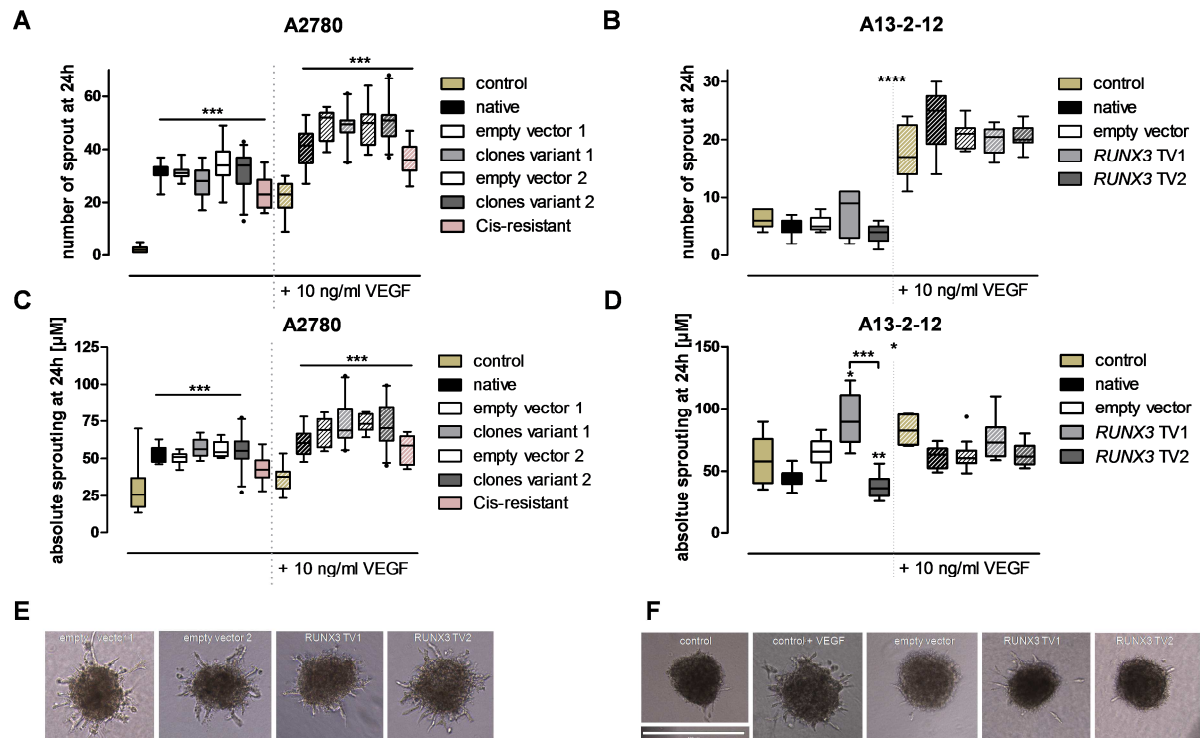 A
A2780
number of sprout at 24h
60
40
20
0
***
***
control
native
empty vector 1
clones variant 1
empty vector 2
clones variant 2
Cis-resistant
+ 10 ng/ml VEGF
B
A13-2-12
number of sprout at 24h
30
20
10
0
****
control
native
empty vector
RUNX3 TV1
RUNX3 TV2
+ 10 ng/ml VEGF
C
A2780
absolute sprouting at 24h [µM]
125
100
75
50
25
0
***
***
control
native
empty vector 1
clones variant 1
empty vector 2
clones variant 2
Cis-resistant
+ 10 ng/ml VEGF
D
A13-2-12
absoltue sprouting at 24h [µM]
150
100
50
0
***
*
*
**
control
native
empty vector
RUNX3 TV1
RUNX3 TV2
+ 10 ng/ml VEGF
E
empty vector 1
empty vector 2
RUNX3 TV1
RUNX3 TV2
F
control
control + VEGF
empty vector
RUNX3 TV1
RUNX3 TV2